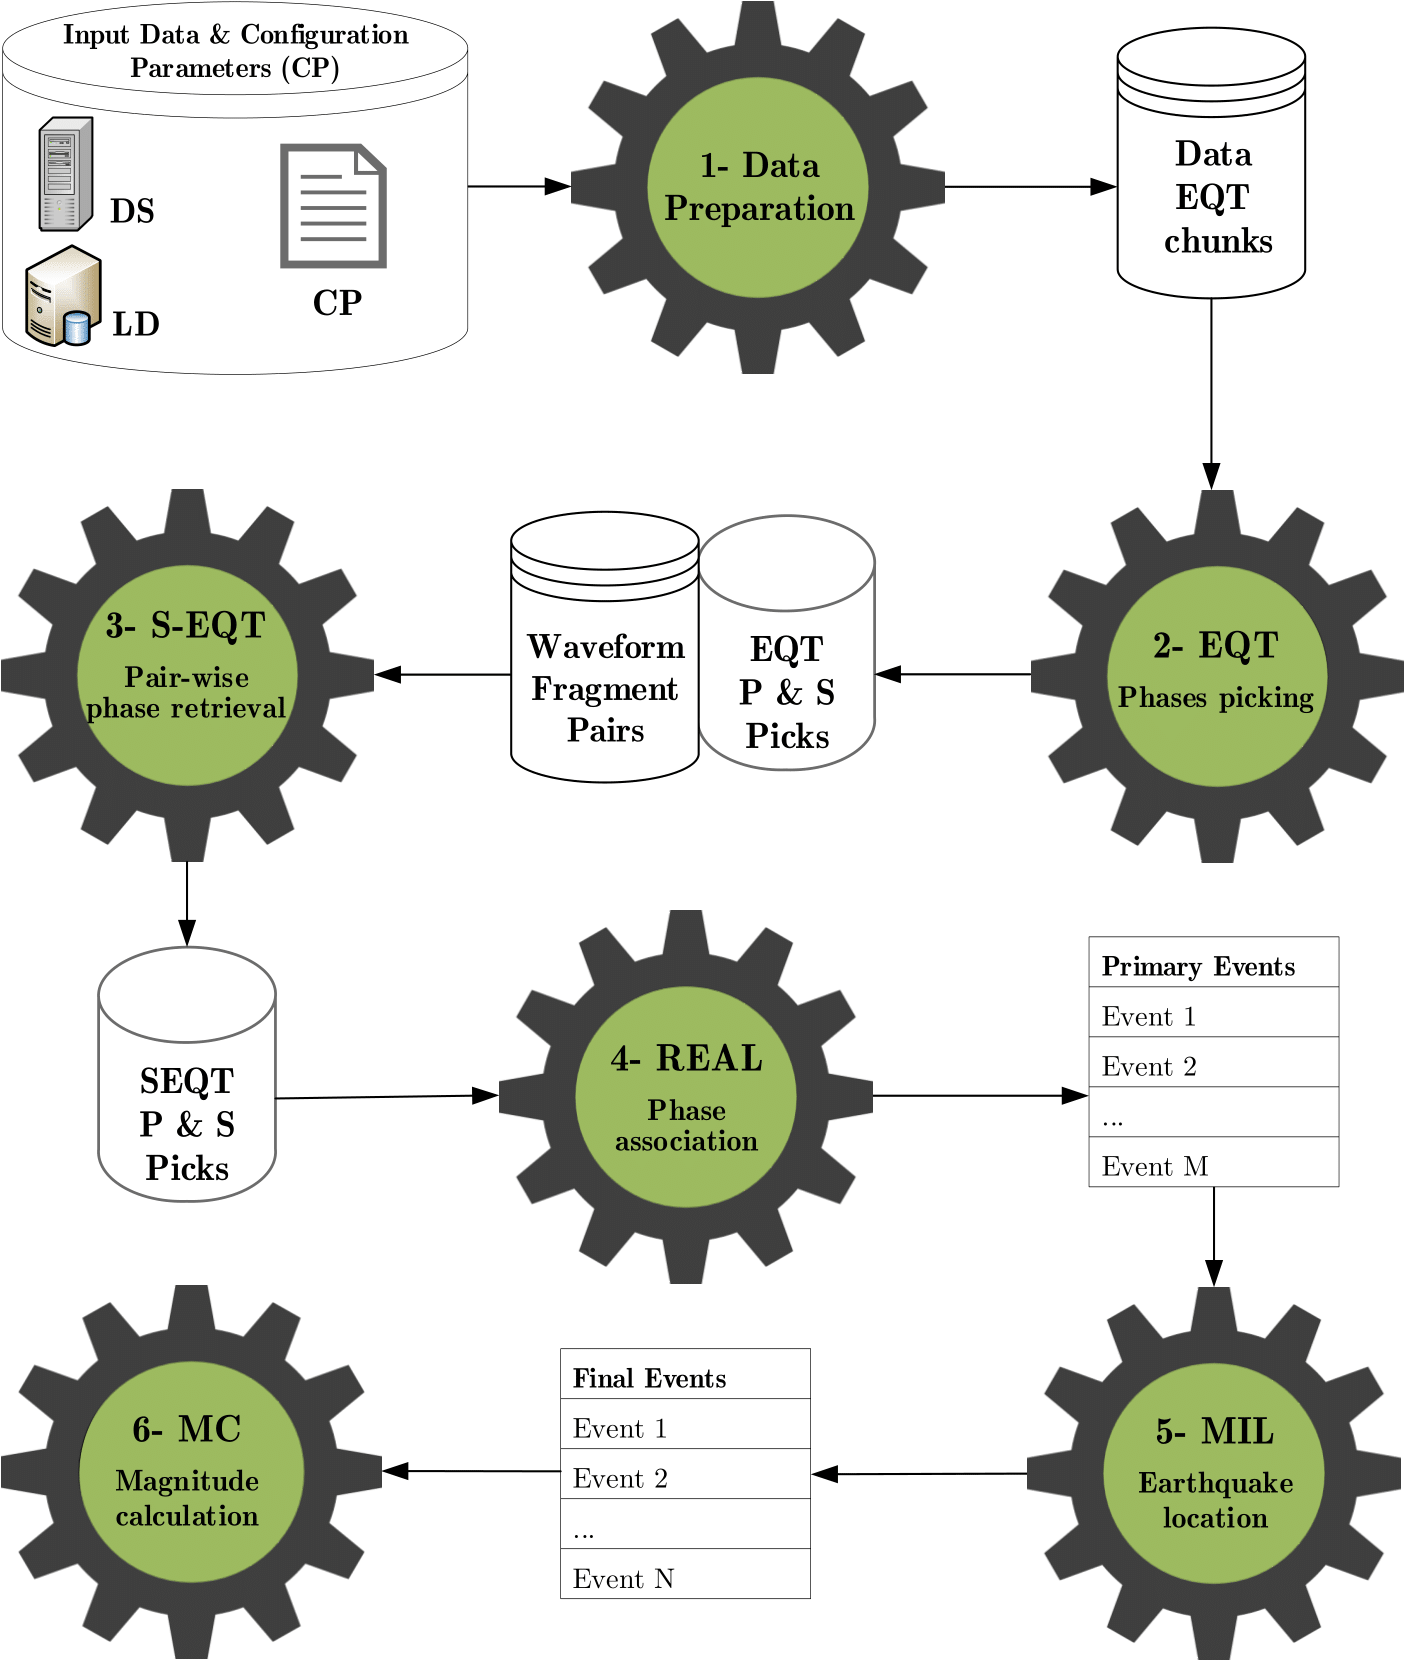 Input Data & Configuration
Parameters (CP)
DS
LD
CP
1- Data
Preparation
Data
EQT
chunks
2- EQT
Phases picking
EQT
P & S
Picks
Waveform
Fragment
Pairs
3- S-EQT
Pair-wise
phase retrieval
SEQT
P & S
Picks
4- REAL
Phase
association
Primary Events
Event 1
Event 2
...
Event M
5- MIL
Earthquake
location
Final Events
Event 1
Event 2
...
Event N
6- MC
Magnitude
calculation